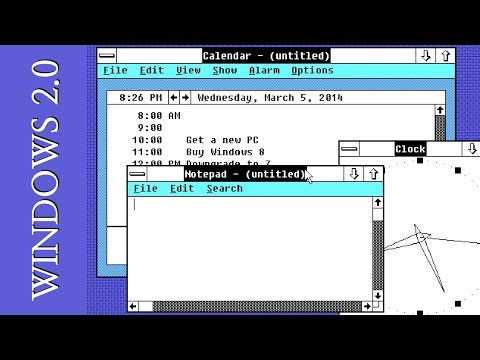 WINDOWS 2.0
Calendar - (untitled)
File Edit View Show Alarm Options
8:26 PM Wednesday, March 5, 2014
8:00 AM
9:00
10:00 Get a new PC
11:00 Buy Windows 8
12:00 PM Downgrade to 7
Clock
Notepad - (untitled)
File Edit Search